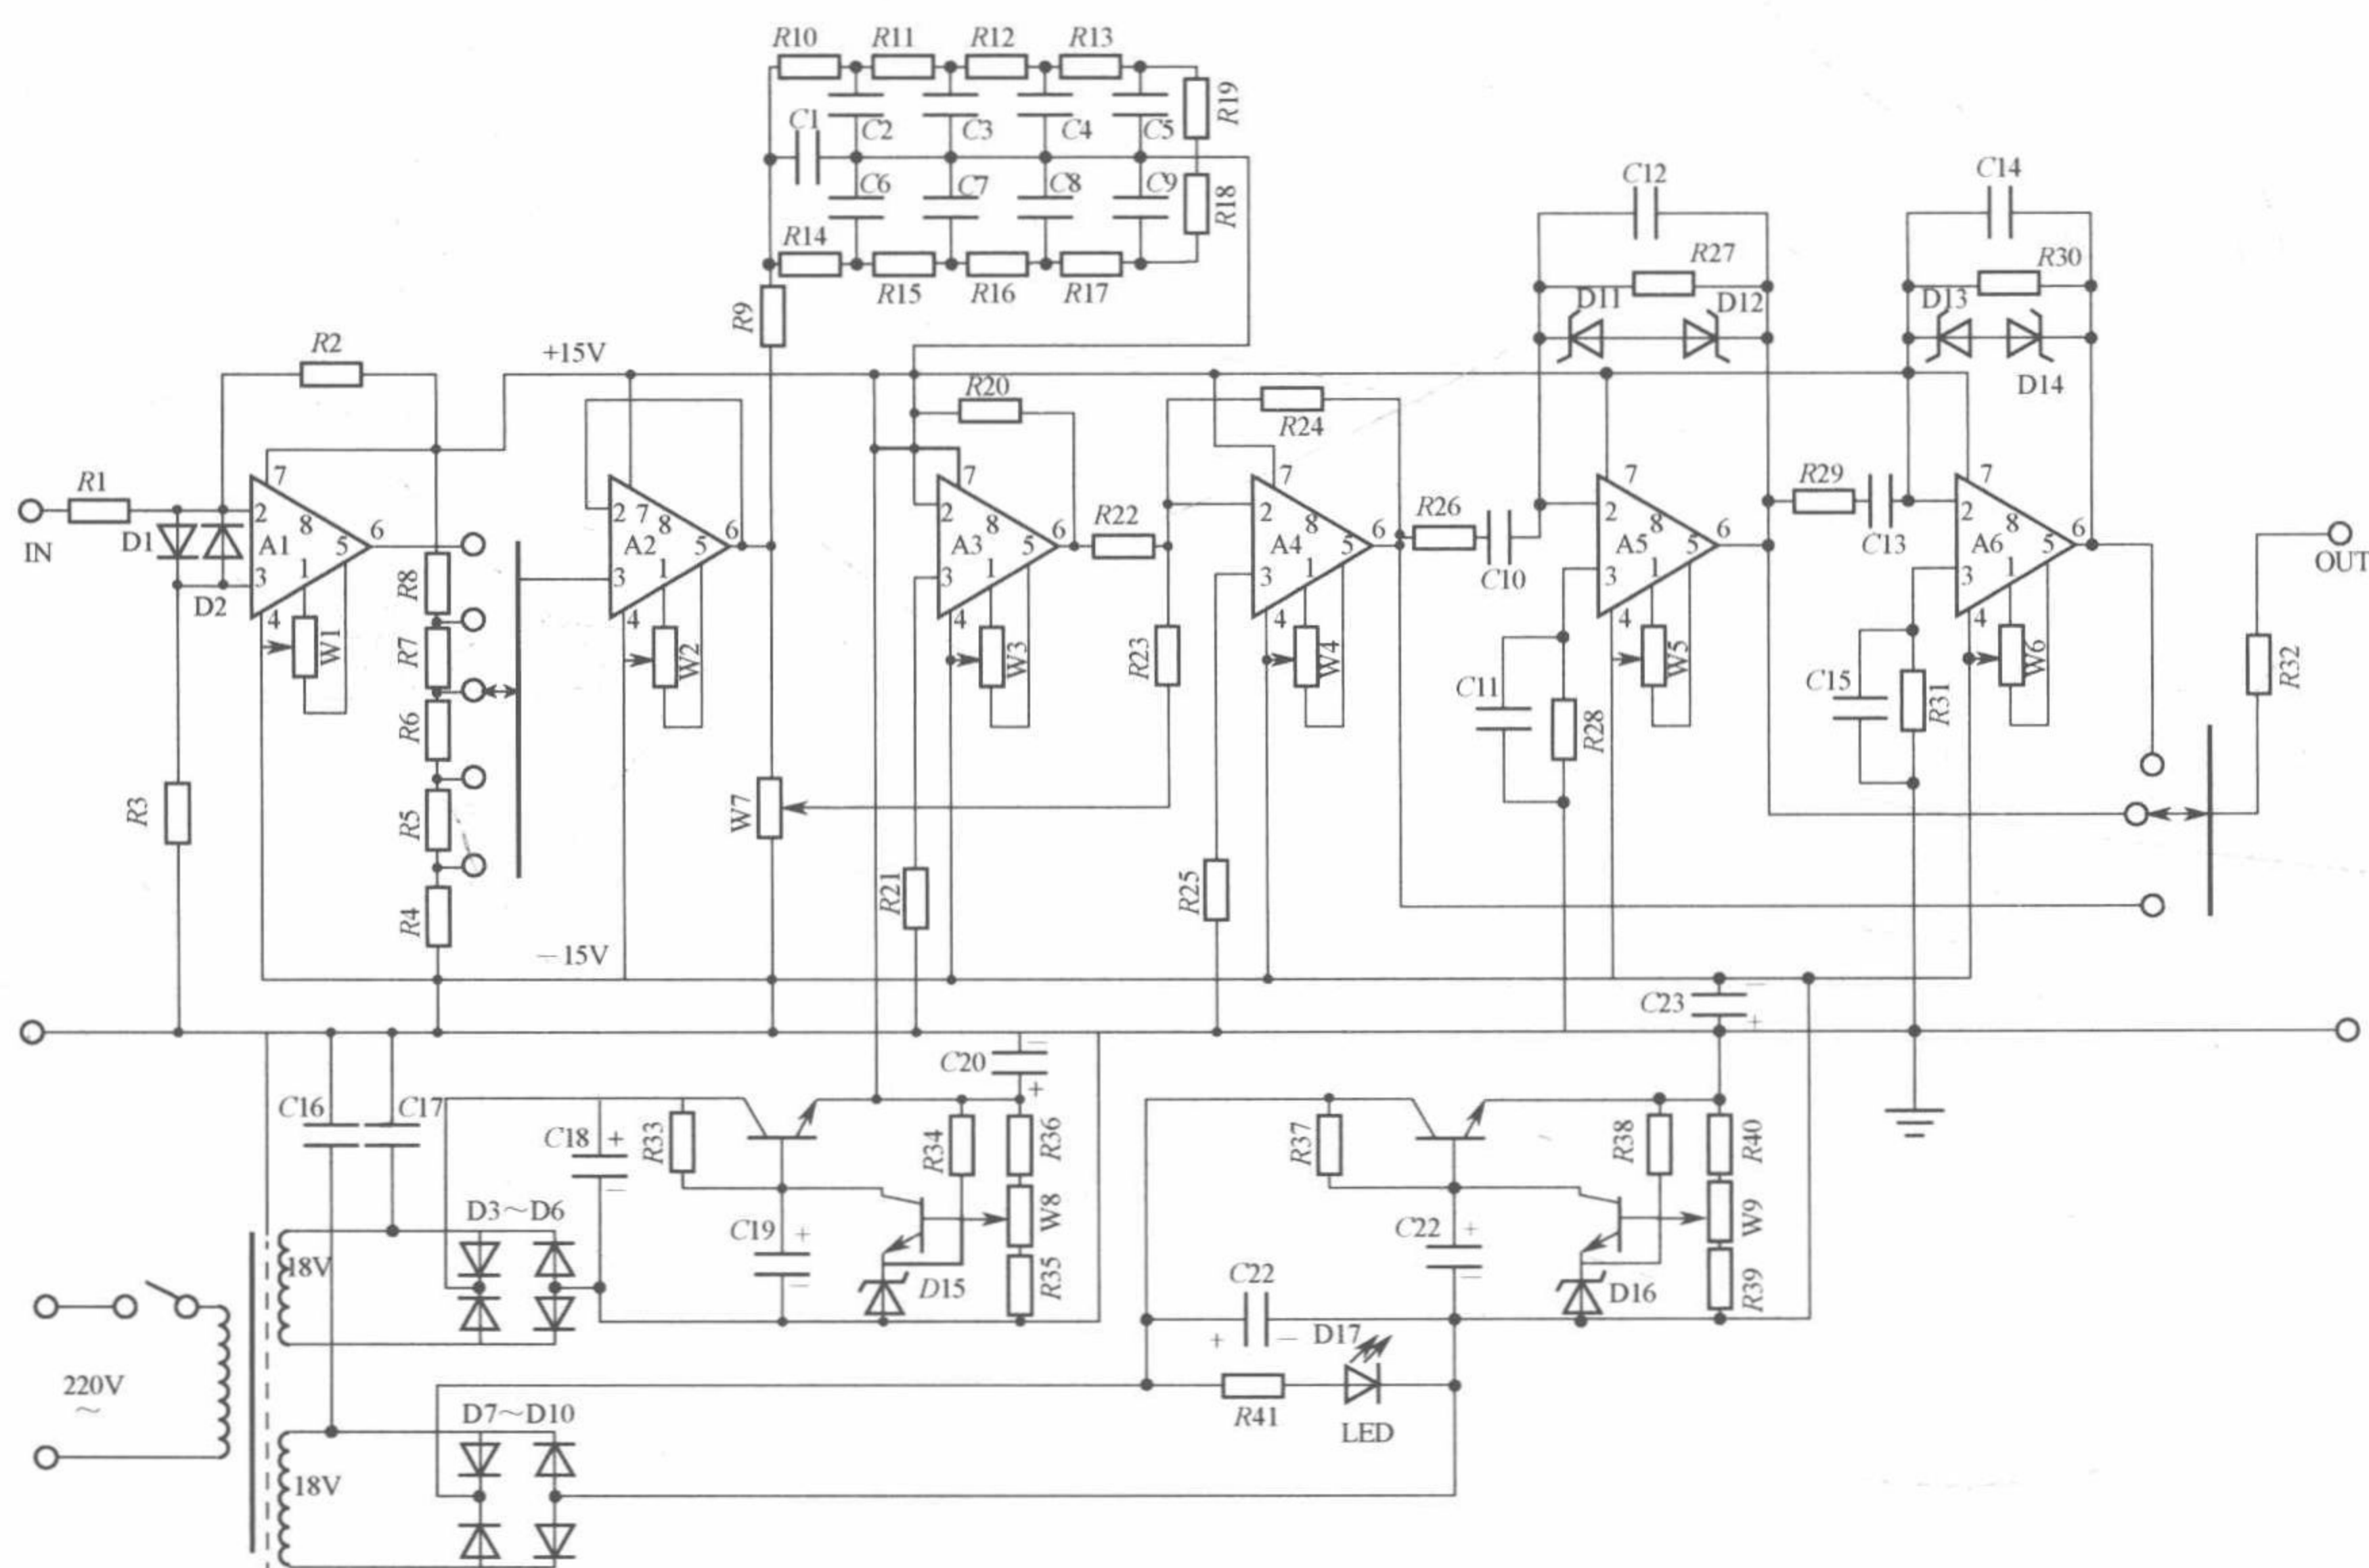 R10 R11 R12 R13
R19
C1 C2 C3 C4 C5
C6 C7 C8 C9
R18
R14
R15 R16 R17
R9
C12 C14
R27 R30
D11 D12 D13
D14
R2 +15V
R20
R24
IN
R1
D1
D2
2 7 8 A1 5 6 3 1 4
W1
R8
R7
R6
R5
R4
R3
2 7 8 A2 5 6 3 1 4
W2
W7
2 7 8 A3 5 6 3 1 4
W3
R22
R23
R21
2 7 8 A4 5 6 3 1 4
W4
R25
R26
C10
2 7 8 A5 5 6 3 1 4
W5
C11
R28
R29
C13
2 7 8 A6 5 6 3 1 4
W6
C15
R31
OUT
R32
−15V
C23
−
+
C16 C17
C18 +
−
R33
C20
−
+
R34
R36
W8
R35
C19 +
−
D15
R37
R38
R40
W9
R39
C22 +
−
D16
C22
+ −
D17
R41
LED
D3～D6
18V
D7～D10
18V
220V
～